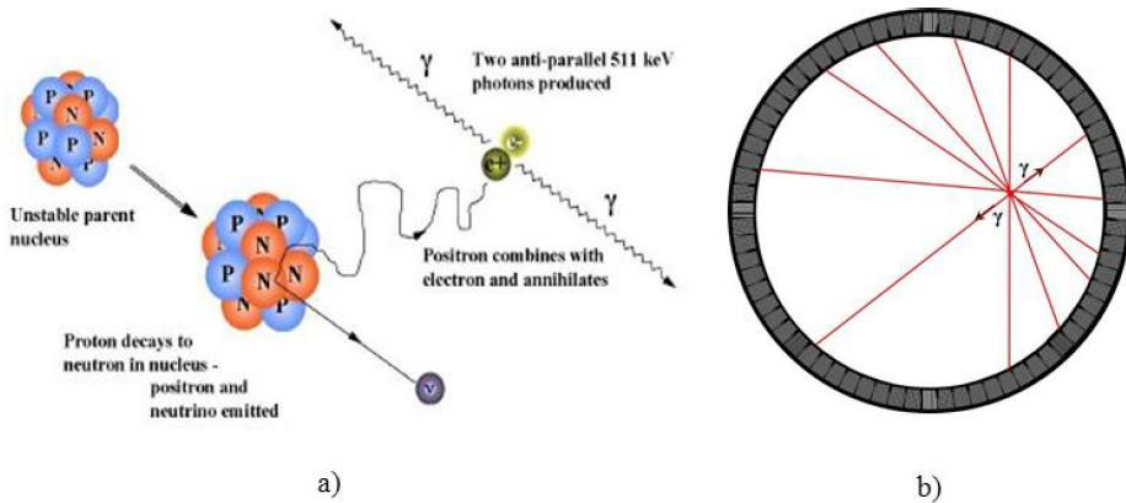 γ
Two anti-parallel 511 keV
photons produced
P
P
N
P
P
N
N
P
Unstable parent
nucleus
e-
e+
γ
P
P
N
P
N
N
N
P
Positron combines with
electron and annihilates
Proton decays to
neutron in nucleus -
positron and
neutrino emitted
ν
a)
γ
γ
b)